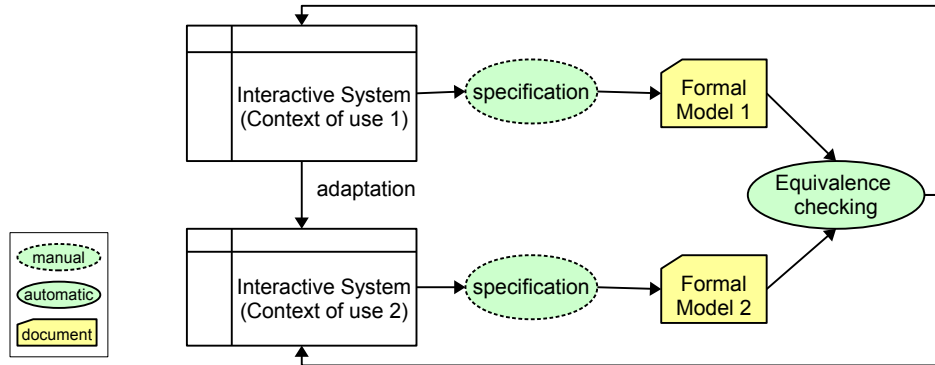 Interactive System
(Context of use 1)
specification
Formal
Model 1
adaptation
Equivalence
checking
Interactive System
(Context of use 2)
specification
Formal
Model 2
manual
automatic
document